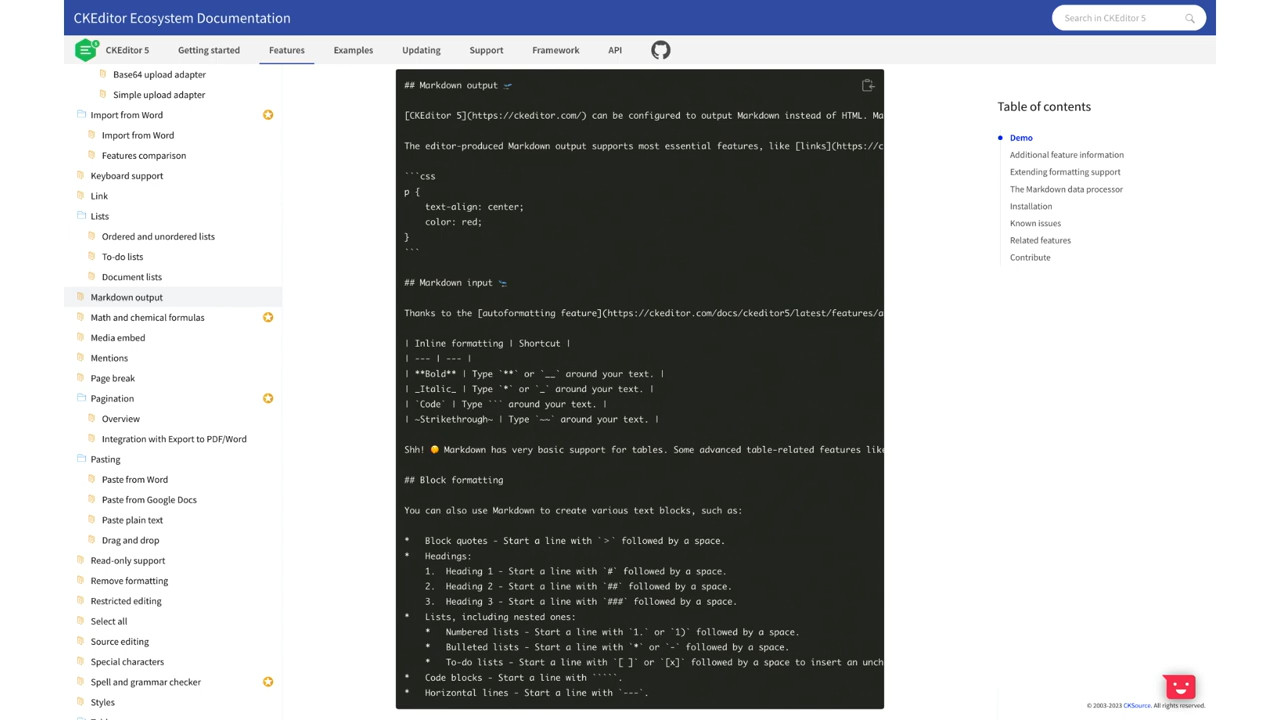 CKEditor Ecosystem Documentation
Search in CKEditor 5
CKEditor 5
Getting started
Features
Examples
Updating
Support
Framework
API
Base64 upload adapter
Simple upload adapter
Import from Word
Import from Word
Features comparison
Keyboard support
Link
Lists
Ordered and unordered lists
To-do lists
Document lists
Markdown output
Math and chemical formulas
Media embed
Mentions
Page break
Pagination
Overview
Integration with Export to PDF/Word
Pasting
Paste from Word
Paste from Google Docs
Paste plain text
Drag and drop
Read-only support
Remove formatting
Restricted editing
Select all
Source editing
Special characters
Spell and grammar checker
Styles
## Markdown output 🛫
[CKEditor 5](https://ckeditor.com/) can be configured to output Markdown instead of HTML. Ma
The editor-produced Markdown output supports most essential features, like [links](https://c
```css
p {
    text-align: center;
    color: red;
}
```
## Markdown input 🛬
Thanks to the [autoformatting feature](https://ckeditor.com/docs/ckeditor5/latest/features/a
| Inline formatting | Shortcut |
| --- | --- |
| **Bold** | Type `**` or `__` around your text. |
| _Italic_ | Type `*` or `_` around your text. |
| `Code` | Type ``` around your text. |
| ~Strikethrough~ | Type `~~` around your text. |
Shh! Markdown has very basic support for tables. Some advanced table-related features like
## Block formatting
You can also use Markdown to create various text blocks, such as:
*   Block quotes - Start a line with `>` followed by a space.
*   Headings:
    1.  Heading 1 - Start a line with `#` followed by a space.
    2.  Heading 2 - Start a line with `##` followed by a space.
    3.  Heading 3 - Start a line with `###` followed by a space.
*   Lists, including nested ones:
    *   Numbered lists - Start a line with `1.` or `1)` followed by a space.
    *   Bulleted lists - Start a line with `*` or `-` followed by a space.
    *   To-do lists - Start a line with `[ ]` or `[x]` followed by a space to insert an unch
*   Code blocks - Start a line with `````.
*   Horizontal lines - Start a line with `---`.
Table of contents
Demo
Additional feature information
Extending formatting support
The Markdown data processor
Installation
Known issues
Related features
Contribute
© 2003-2023 CKSource. All rights reserved.